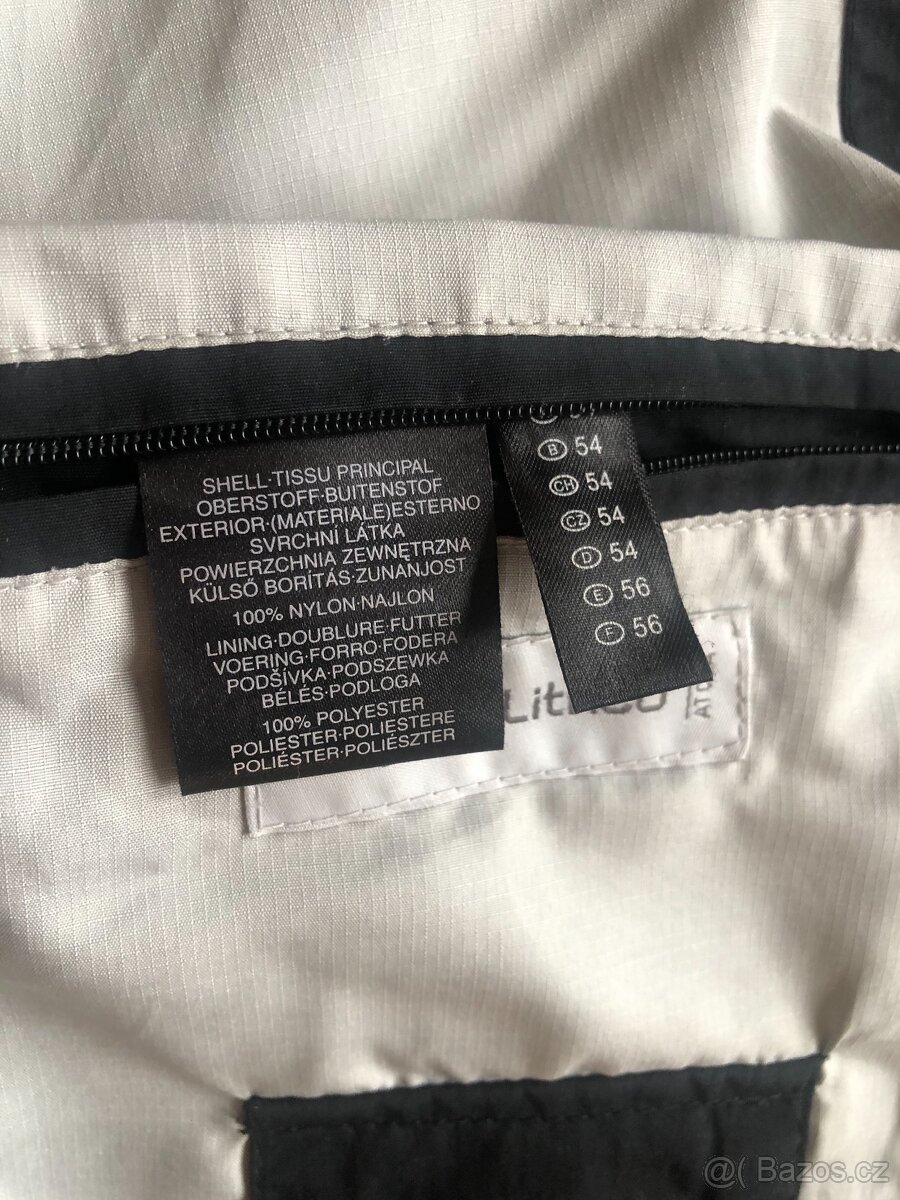 SHELL·TISSU PRINCIPAL
OBERSTOFF·BUITENSTOF
EXTERIOR·(MATERIALE)ESTERNO
SVRCHNÍ LÁTKA
POWIERZCHNIA ZEWNĘTRZNA
KÜLSŐ BORÍTÁS·ZUNANJOST
100% NYLON·NAJLON
LINING·DOUBLURE·FUTTER
VOERING·FORRO·FODERA
PODŠÍVKA·PODSZEWKA
BÉLÉS·PODLOGA
100% POLYESTER
POLIESTER·POLIESTERE
POLIÉSTER·POLIÉSZTER
B 54
CH 54
CZ 54
D 54
E 56
F 56
@( Bazos.cz